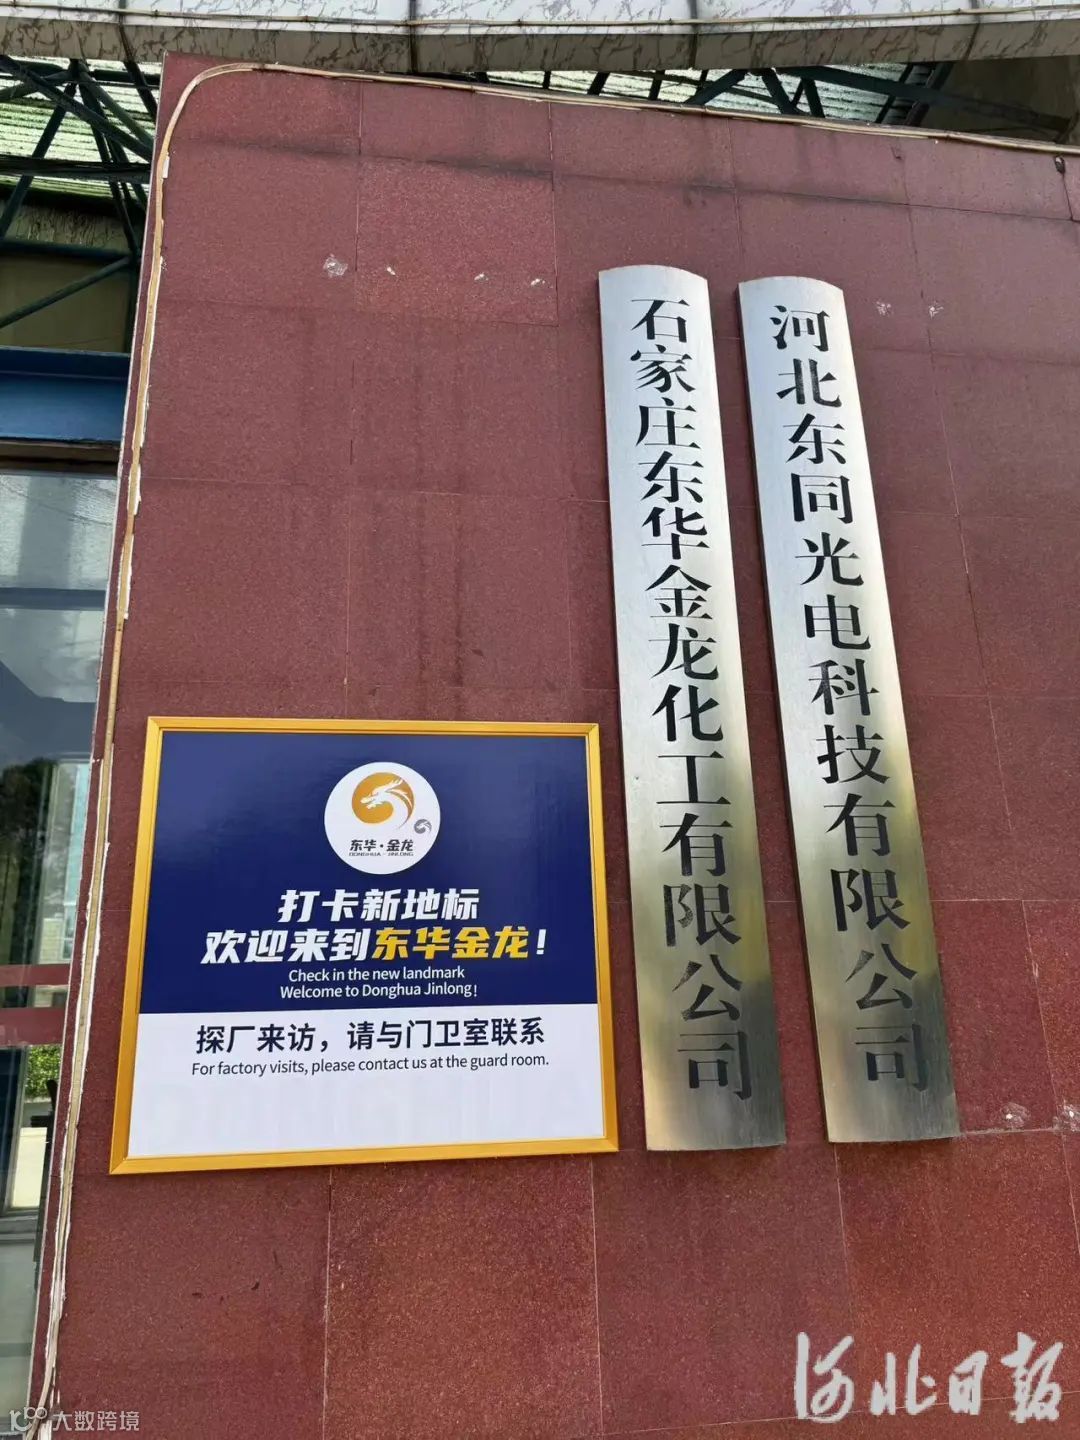 石家庄东华金龙化工有限公司
河北东同光电科技有限公司
东华·金龙
DONGHUA JINLONG
打卡新地标
欢迎来到东华金龙！
Check in the new landmark
Welcome to Donghua Jinlong!
探厂来访，请与门卫室联系
For factory visits, please contact us at the guard room.
河北日报
大数跨境